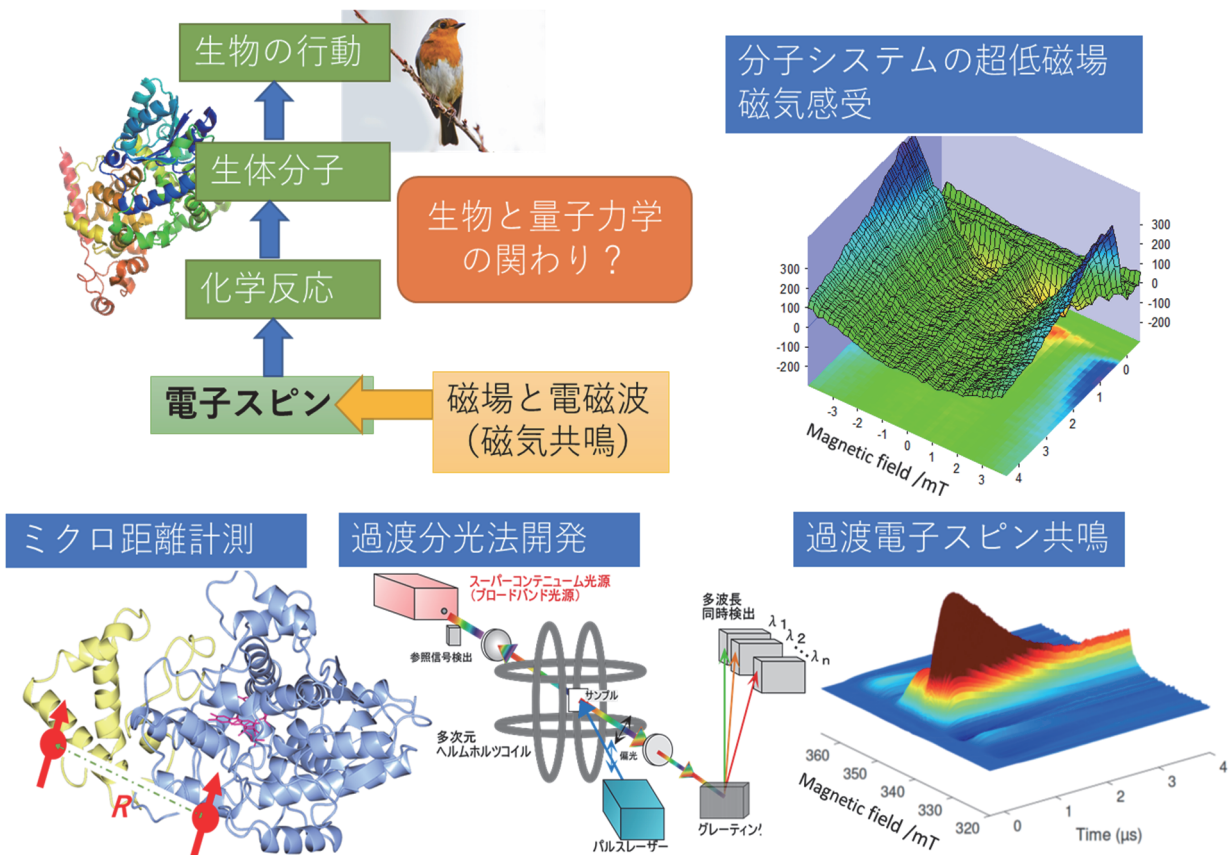 生物の行動
生体分子
化学反応
電子スピン
磁場と電磁波
(磁気共鳴)
生物と量子力学
の関わり？
分子システムの超低磁場
磁気感受
300
200
100
0
-100
-200
300
200
100
0
-100
-200
-3
-2
-1
0
1
2
3
4
3
2
1
0
Magnetic field /mT
ミクロ距離計測
R
過渡分光法開発
スーパーコンテニューム光源
(ブロードバンド光源)
参照信号検出
サンプル
多次元
ヘルムホルツコイル
偏光
パルスレーザー
グレーティン
多波長
同時検出
λ1
λ2
λn
過渡電子スピン共鳴
360
350
340
330
320
Magnetic field /mT
0
1
2
3
4
Time (μs)